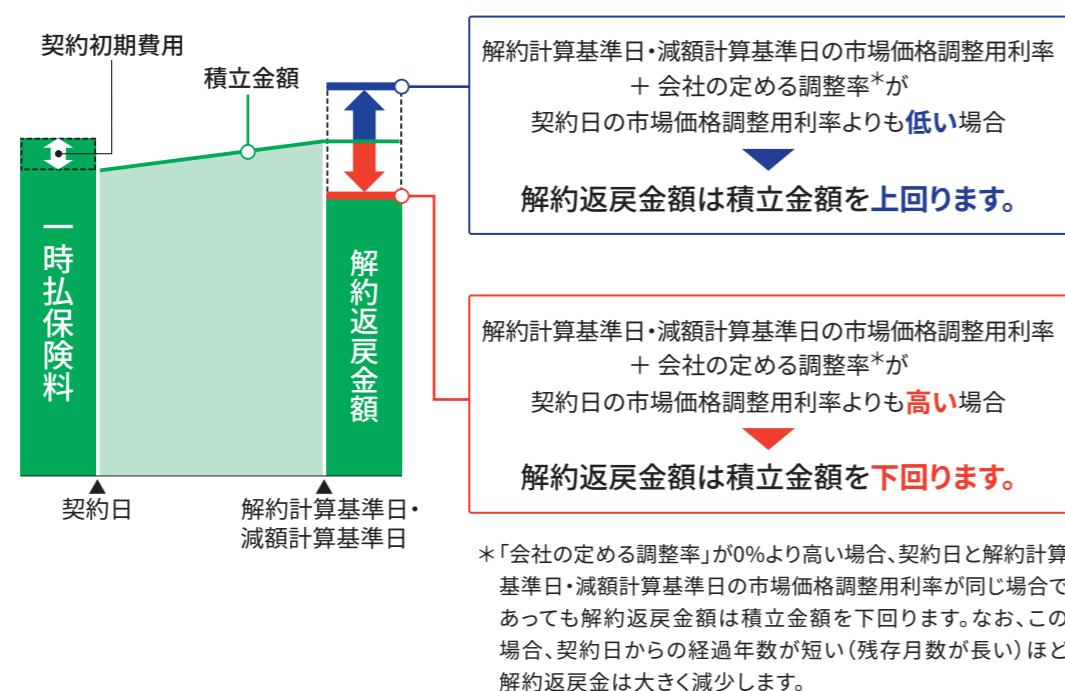 契約初期費用
積立金額
一時払保険料
解約返戻金額
契約日
解約計算基準日・
減額計算基準日
解約計算基準日・減額計算基準日の市場価格調整用利率
＋ 会社の定める調整率＊が
契約日の市場価格調整用利率よりも低い場合
解約返戻金額は積立金額を上回ります。
解約計算基準日・減額計算基準日の市場価格調整用利率
＋ 会社の定める調整率＊が
契約日の市場価格調整用利率よりも高い場合
解約返戻金額は積立金額を下回ります。
＊「会社の定める調整率」が0％より高い場合、契約日と解約計算
基準日・減額計算基準日の市場価格調整用利率が同じ場合で
あっても解約返戻金額は積立金額を下回ります。なお、この
場合、契約日からの経過年数が短い（残存月数が長い）ほど
解約返戻金は大きく減少します。